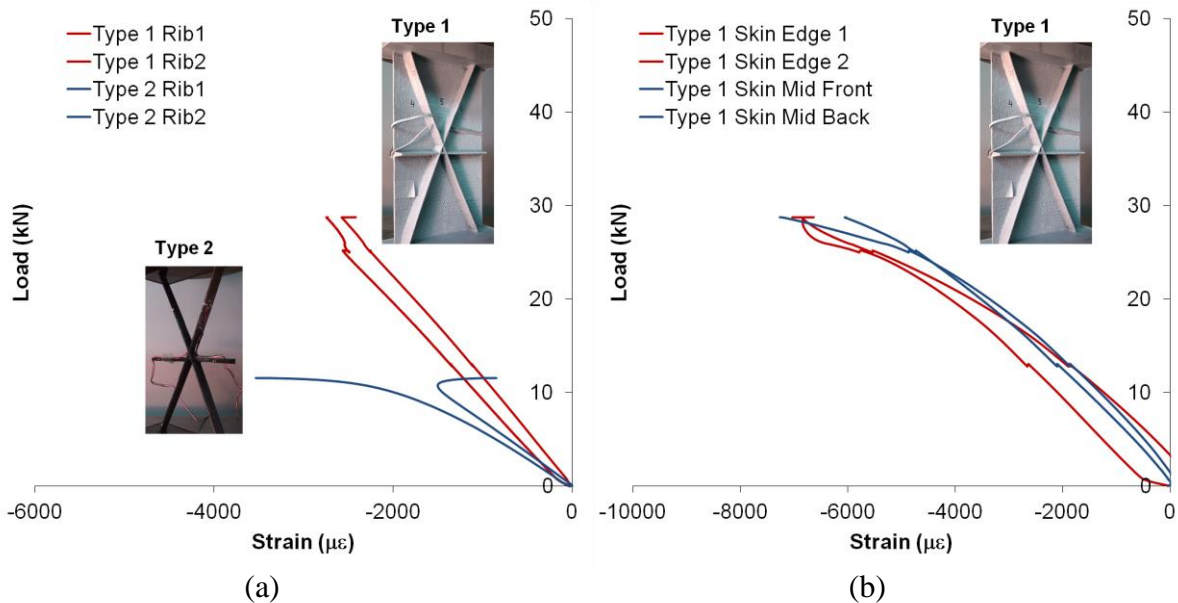 Type 1 Rib1
Type 1 Rib2
Type 2 Rib1
Type 2 Rib2
Type 1
Type 2
50
40
30
20
10
0
Load (kN)
-6000
-4000
-2000
0
Strain (με)
(a)
Type 1 Skin Edge 1
Type 1 Skin Edge 2
Type 1 Skin Mid Front
Type 1 Skin Mid Back
Type 1
50
40
30
20
10
0
Load (kN)
-10000
-8000
-6000
-4000
-2000
0
Strain (με)
(b)